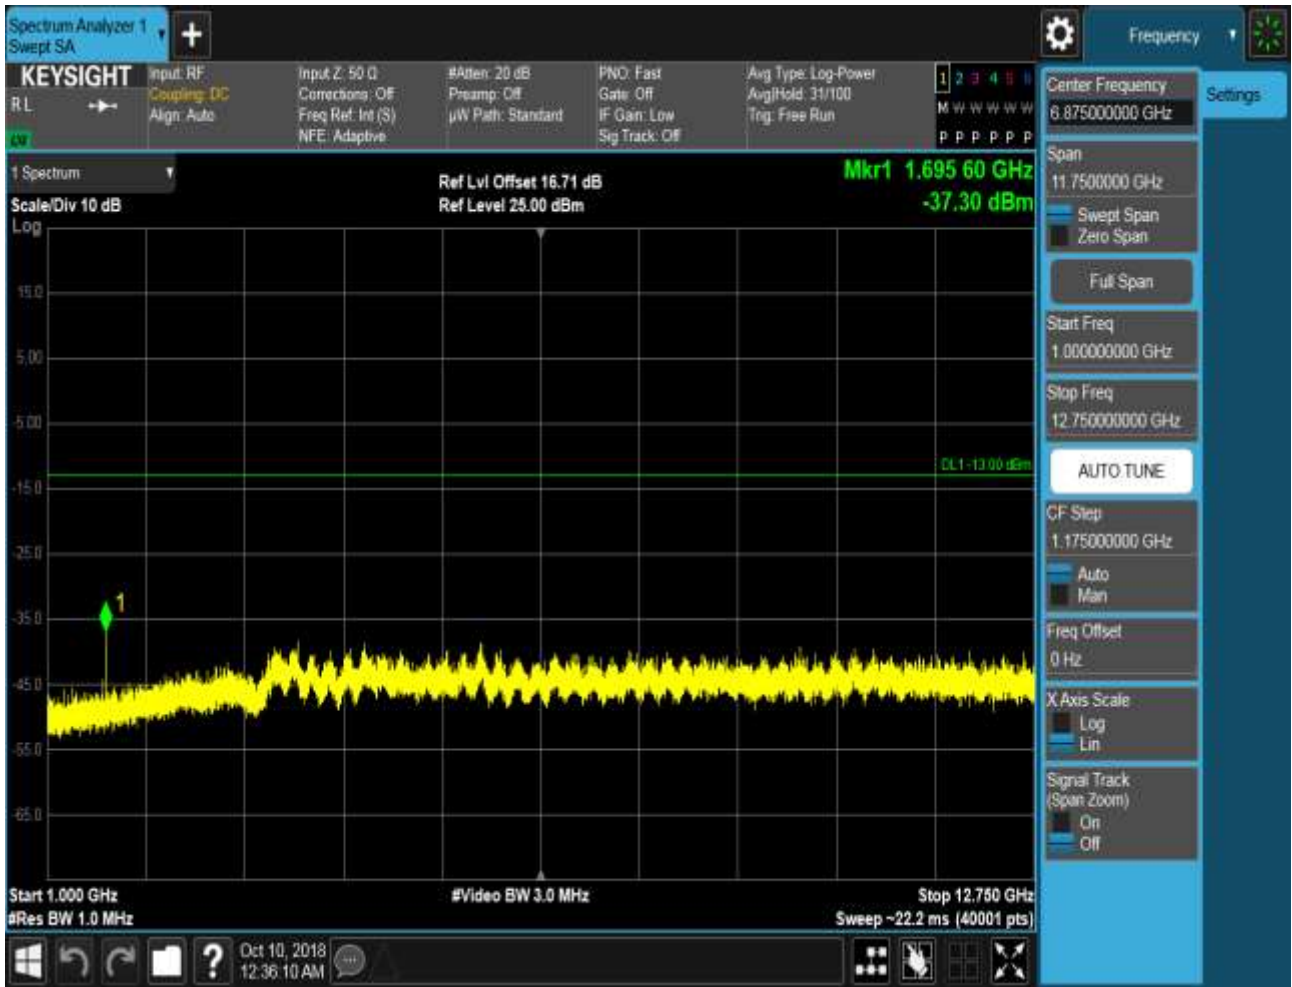 Spectrum Analyzer 1
Swept SA
+
Frequency
KEYSIGHT
RL
Input: RF
Coupling: DC
Align: Auto
Input Z: 50 Ω
Corrections: Off
Freq Ref: Int (S)
NFE: Adaptive
#Atten: 20 dB
Preamp: Off
µW Path: Standard
PNO: Fast
Gate: Off
IF Gain: Low
Sig Track: Off
Avg Type: Log-Power
Avg|Hold: 31/100
Trig: Free Run
1 2 3 4 5 6
M W W W W W
P P P P P P
1 Spectrum
Scale/Div 10 dB
Log
Ref Lvl Offset 16.71 dB
Ref Level 25.00 dBm
Mkr1 1.695 60 GHz
-37.30 dBm
15.0
5.00
-5.00
DL1 -13.00 dBm
-15.0
-25.0
1
-35.0
-45.0
-55.0
-65.0
Start 1.000 GHz
#Res BW 1.0 MHz
#Video BW 3.0 MHz
Stop 12.750 GHz
Sweep ~22.2 ms (40001 pts)
Center Frequency
6.875000000 GHz
Settings
Span
11.7500000 GHz
Swept Span
Zero Span
Full Span
Start Freq
1.000000000 GHz
Stop Freq
12.750000000 GHz
AUTO TUNE
CF Step
1.175000000 GHz
Auto
Man
Freq Offset
0 Hz
X Axis Scale
Log
Lin
Signal Track
(Span Zoom)
On
Off
?
Oct 10, 2018
12:36:10 AM